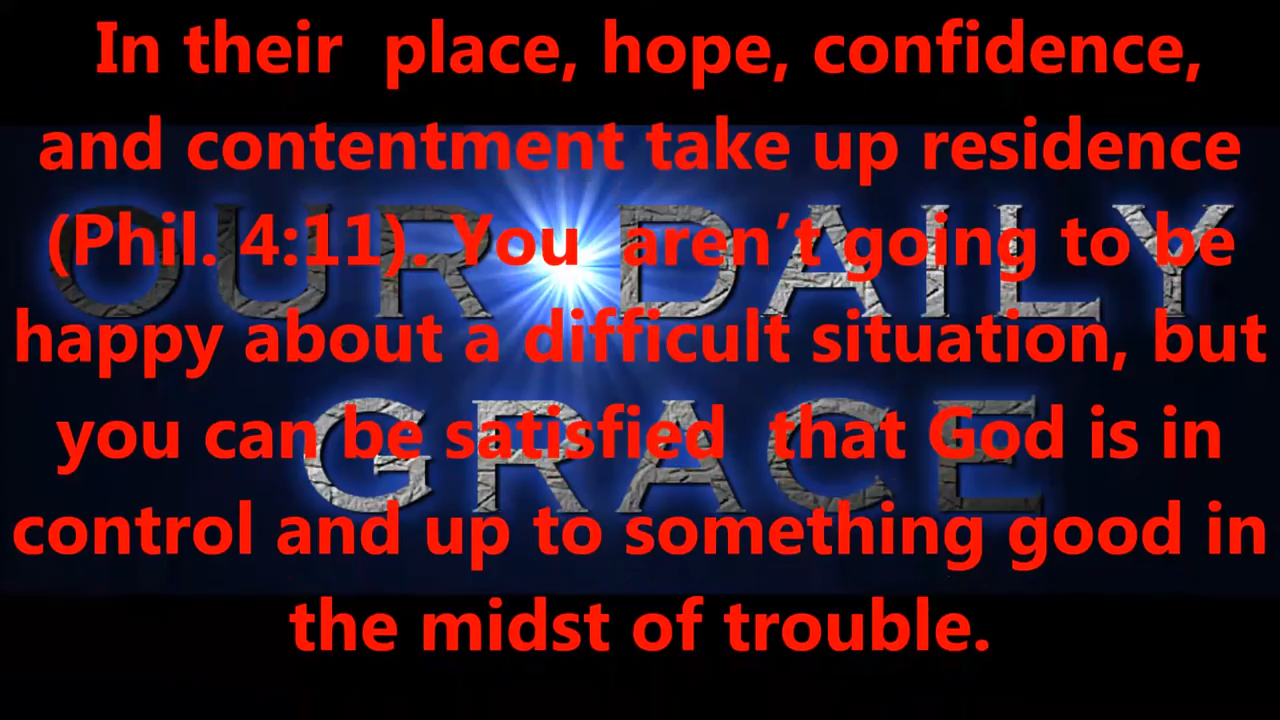 In their place, hope, confidence,
and contentment take up residence
(Phil. 4:11). You aren’t going to be
happy about a difficult situation, but
you can be satisfied that God is in
control and up to something good in
the midst of trouble.
OUR DAILY
GRACE